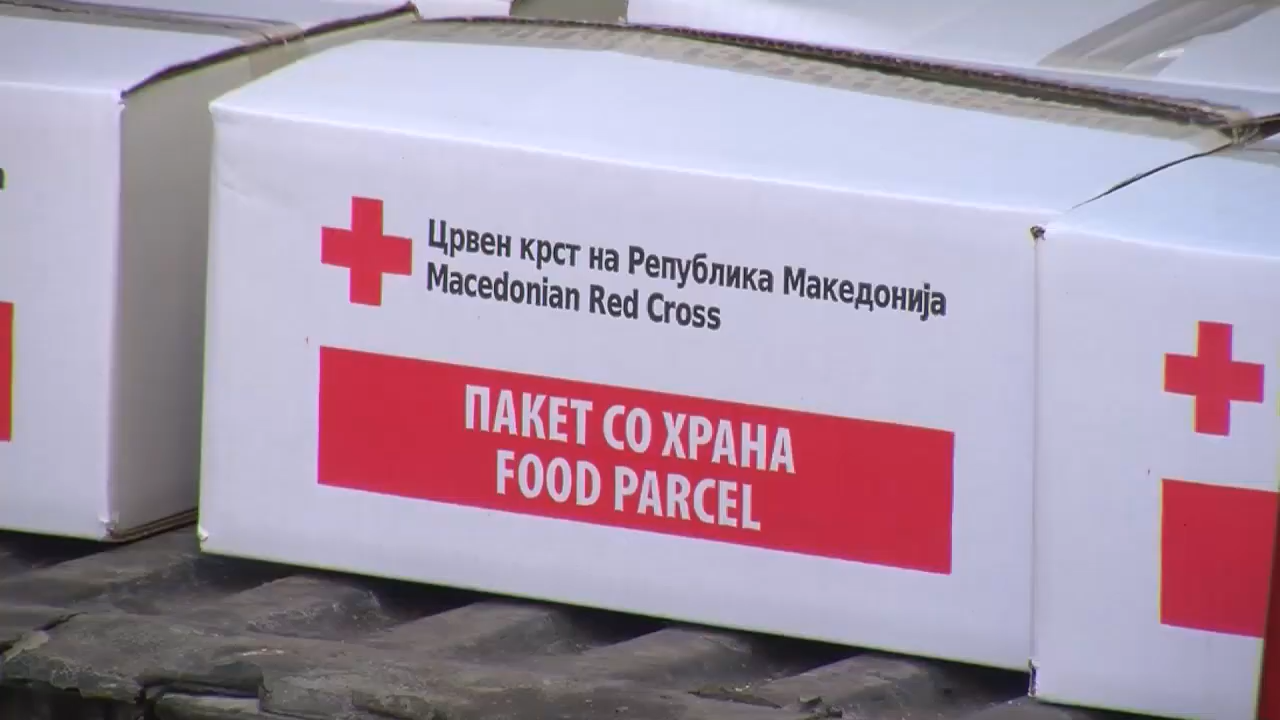 Црвен крст на Република Македонија
Macedonian Red Cross
ПАКЕТ СО ХРАНА
FOOD PARCEL